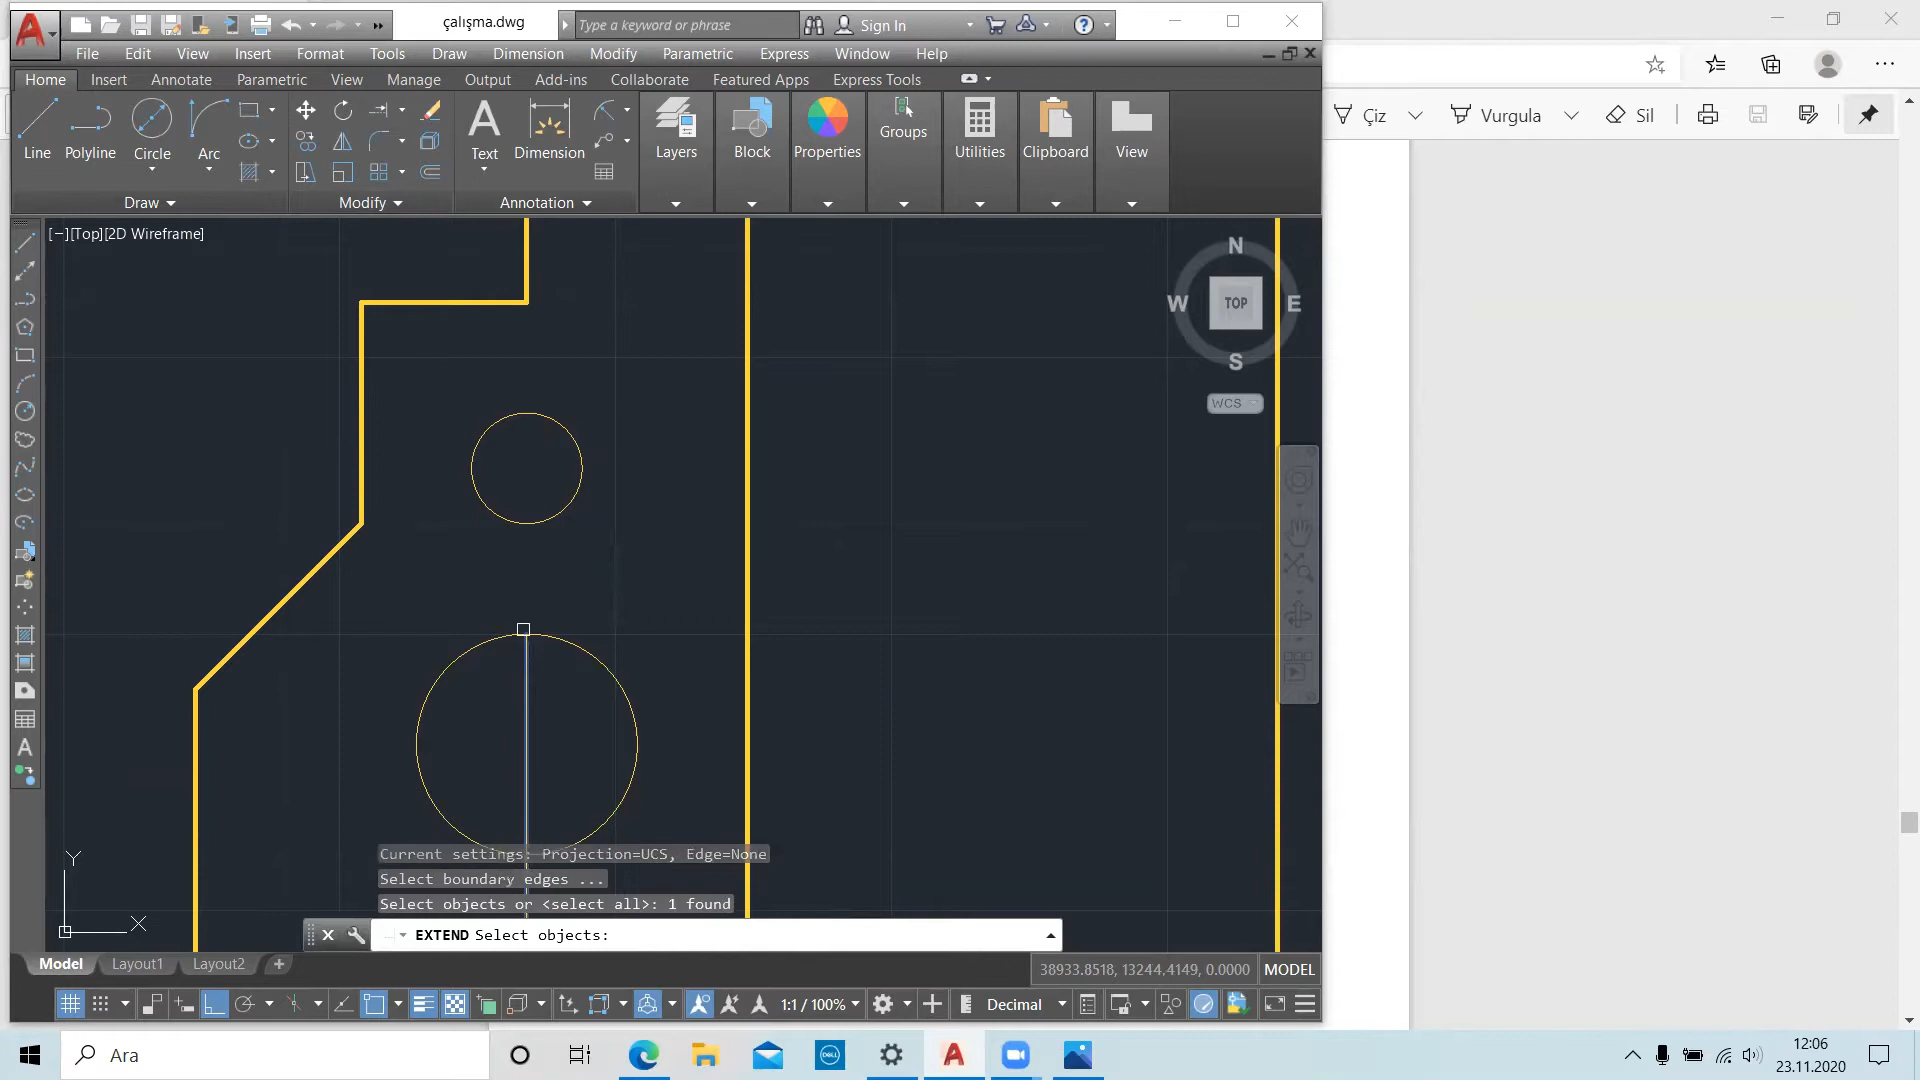 çalışma.dwg
Type a keyword or phrase
Sign In
File Edit View Insert Format Tools Draw Dimension Modify Parametric Express Window Help
Home Insert Annotate Parametric View Manage Output Add-ins Collaborate Featured Apps Express Tools
Line Polyline Circle Arc Text Dimension Layers Block Properties Groups Utilities Clipboard View
Draw Modify Annotation
Çiz Vurgula Sil
[−][Top][2D Wireframe]
N
W TOP E
S
WCS
Y
X
Current settings: Projection=UCS, Edge=None
Select boundary edges ...
Select objects or <select all>: 1 found
EXTEND Select objects:
Model Layout1 Layout2 +
38933.8518, 13244,4149, 0.0000 MODEL
1:1 / 100% Decimal
Ara
DELL
12:06
23.11.2020